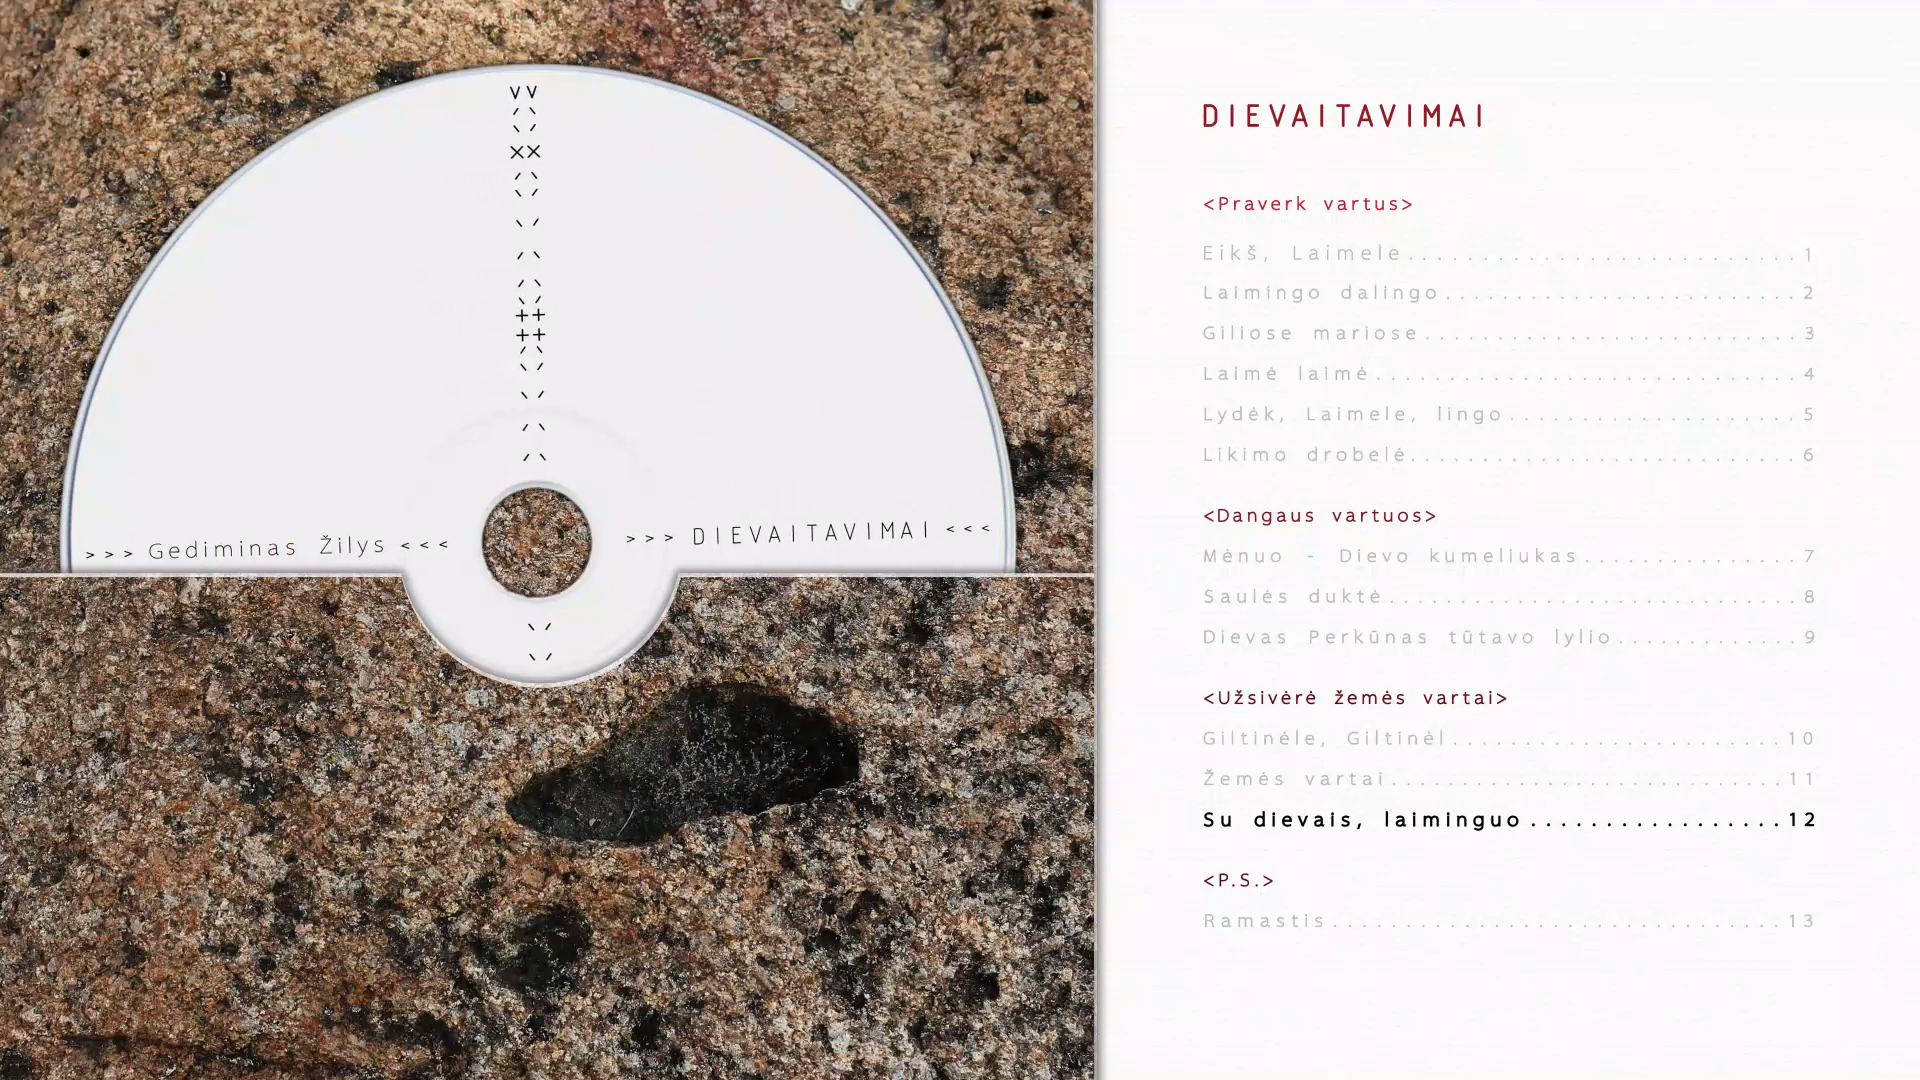 VV
××
++
++
>>> Gediminas Žilys <<<
>>> DIEVAITAVIMAI <<<
DIEVAITAVIMAI
<Praverk vartus>
Eikš, Laimele..........................1
Laimingo dalingo........................2
Giliose mariose.........................3
Laimė laimė............................4
Lydėk, Laimele, lingo...................5
Likimo drobelė..........................6
<Dangaus vartuos>
Mėnuo - Dievo kumeliukas...............7
Saulės duktė............................8
Dievas Perkūnas tūtavo lylio............9
<Užsivėrė žemės vartai>
Giltinėle, Giltinėl......................10
Žemės vartai..........................11
Su dievais, laiminguo.................12
<P.S.>
Ramastis..............................13